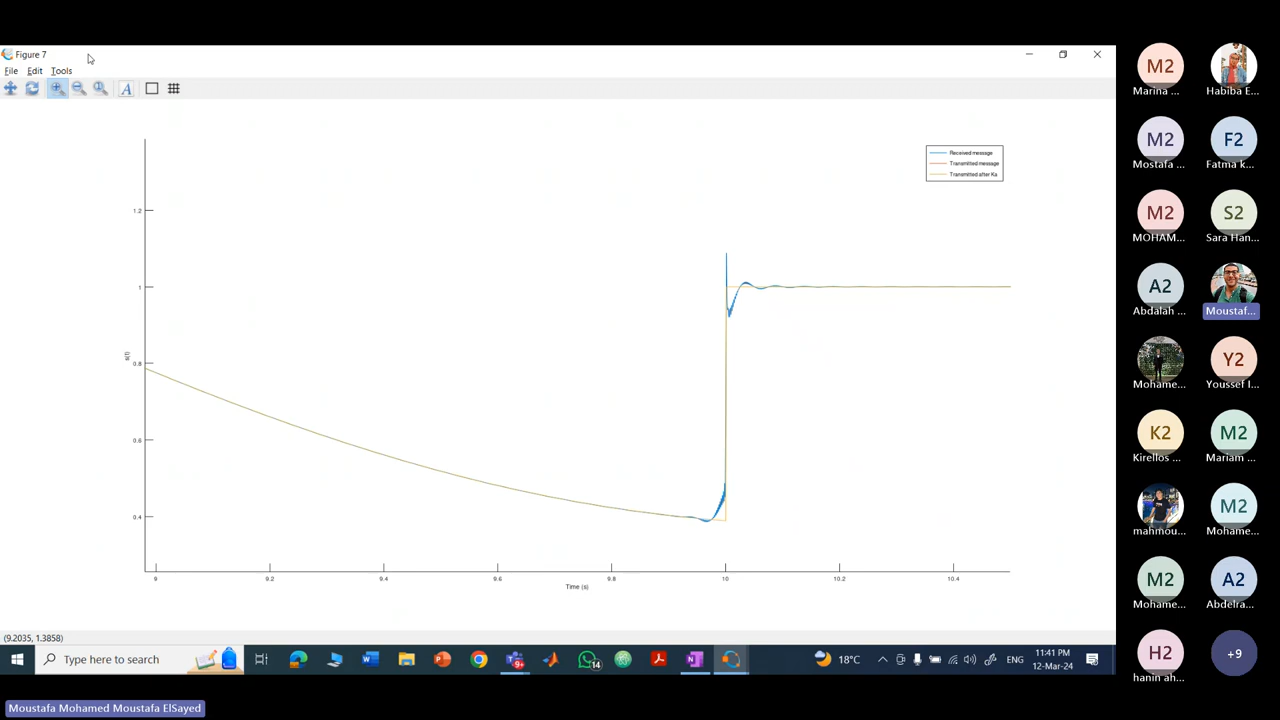 Figure 7
File Edit Tools
A
Received message
Transmitted message
Transmitted after Ka
1.2
1
0.8
0.6
0.4
s(t)
9 9.2 9.4 9.6 9.8 10 10.2 10.4
Time (s)
(9.2035, 1.3858)
Type here to search
9+
14
18°C
ENG
11:41 PM
12-Mar-24
Moustafa Mohamed Moustafa ElSayed
M2
Marina ...
Habiba E...
M2
Mostafa ...
F2
Fatma k...
M2
MOHAM...
S2
Sara Han...
A2
Abdalah ...
Moustaf...
Mohame...
Y2
Youssef I...
K2
Kirellos ...
M2
Mariam ...
mahmou...
M2
Mohame...
M2
Mohame...
A2
Abdelra...
H2
hanin ah...
+9